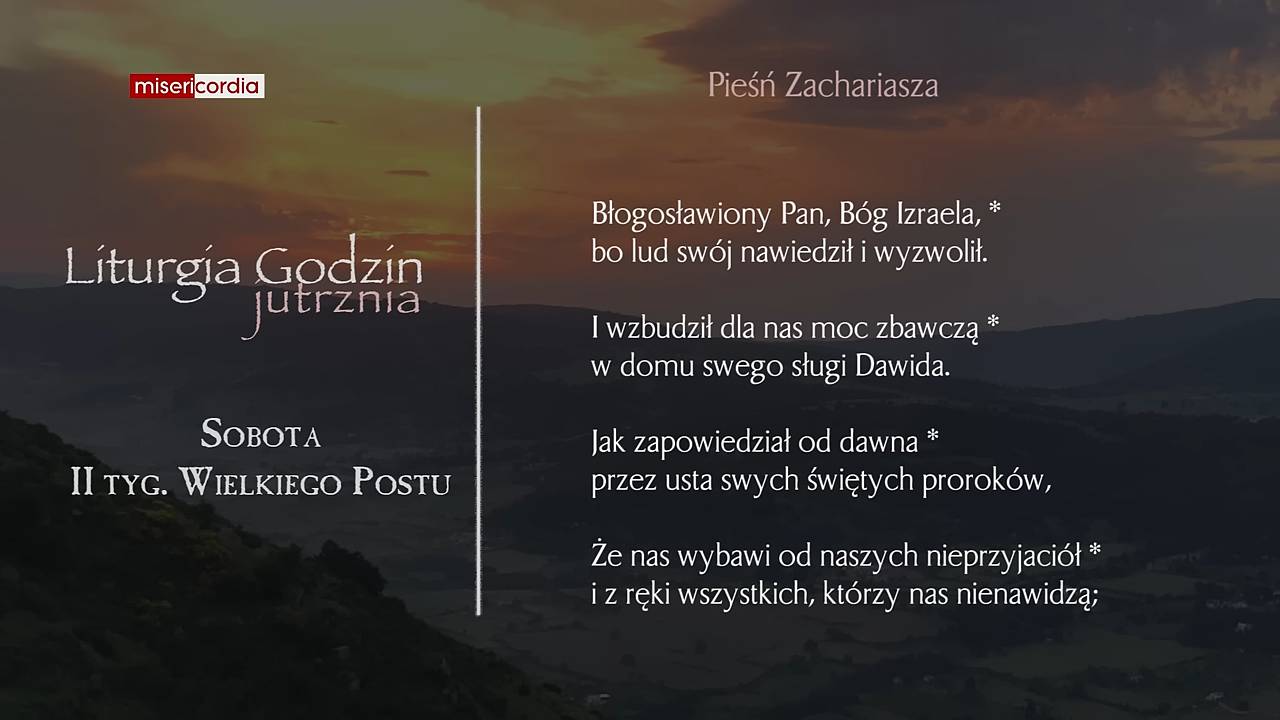 misericordia
Liturgia Godzin
jutrznia
Sobota
II tyg. Wielkiego Postu
Pieśń Zachariasza
Błogosławiony Pan, Bóg Izraela, *
bo lud swój nawiedził i wyzwolił.
I wzbudził dla nas moc zbawczą *
w domu swego sługi Dawida.
Jak zapowiedział od dawna *
przez usta swych świętych proroków,
Że nas wybawi od naszych nieprzyjaciół *
i z ręki wszystkich, którzy nas nienawidzą;